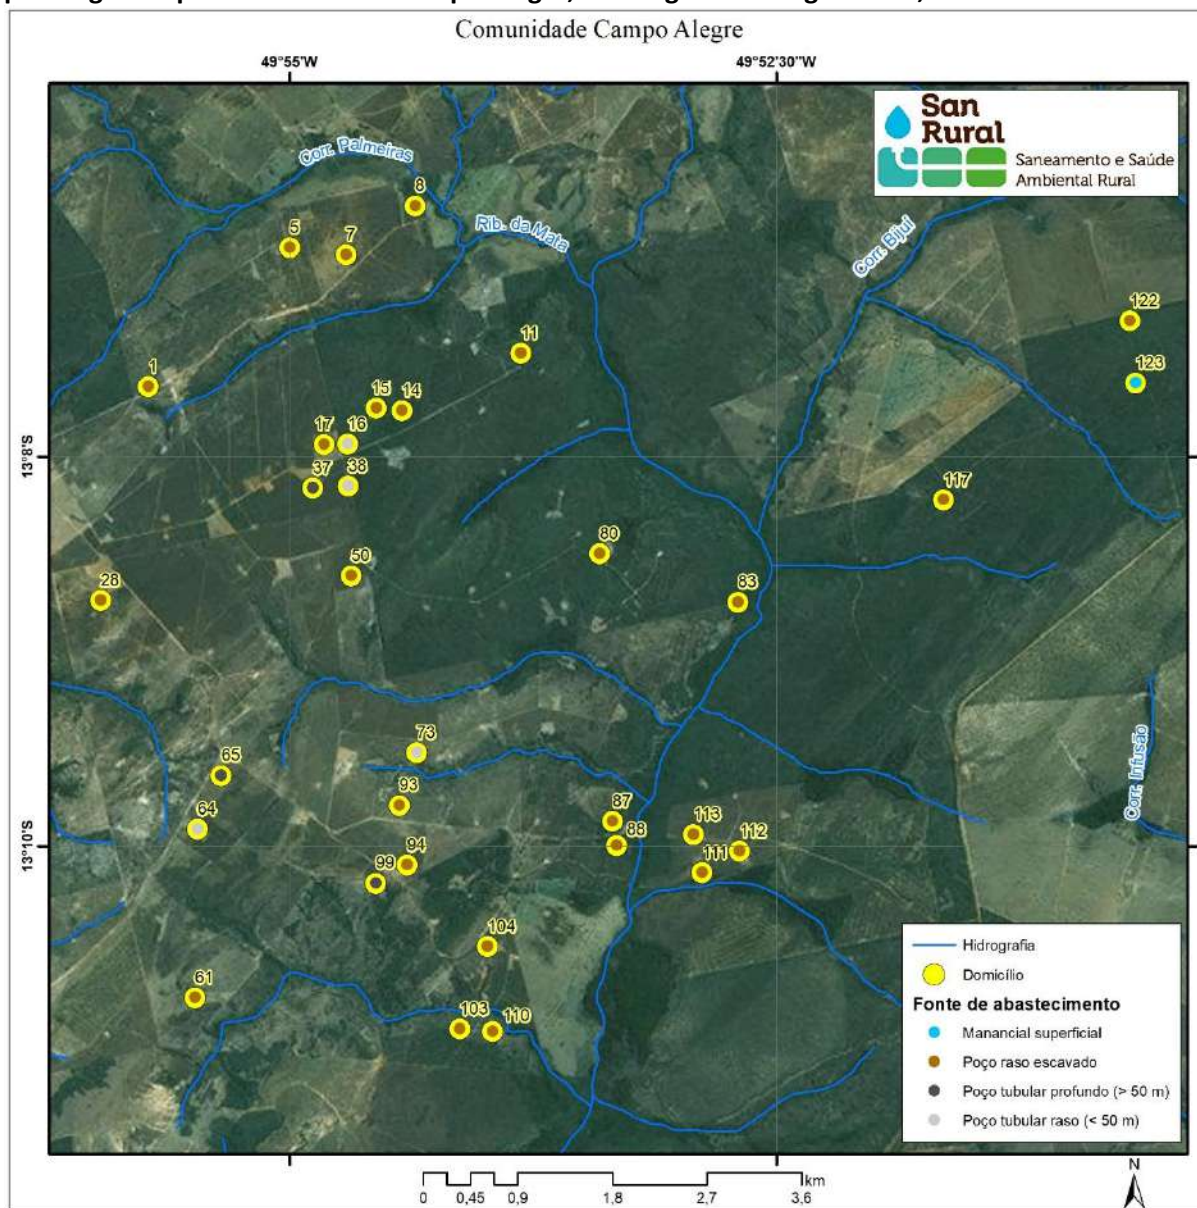 Comunidade Campo Alegre
49°55'W
49°52'30"W
San
Rural
Saneamento e Saúde
Ambiental Rural
Corr. Palmeiras
8
Rib. da Mata
5
7
Corr. Bijuí
122
11
123
1
15
14
17
16
13°8'S
37
38
117
80
50
28
83
73
65
Corr. Infusão
93
64
87
113
88
112
13°10'S
94
111
99
104
61
103
110
Hidrografia
Domicílio
Fonte de abastecimento
Manancial superficial
Poço raso escavado
Poço tubular profundo (> 50 m)
Poço tubular raso (< 50 m)
km
0 0,45 0,9 1,8 2,7 3,6
N